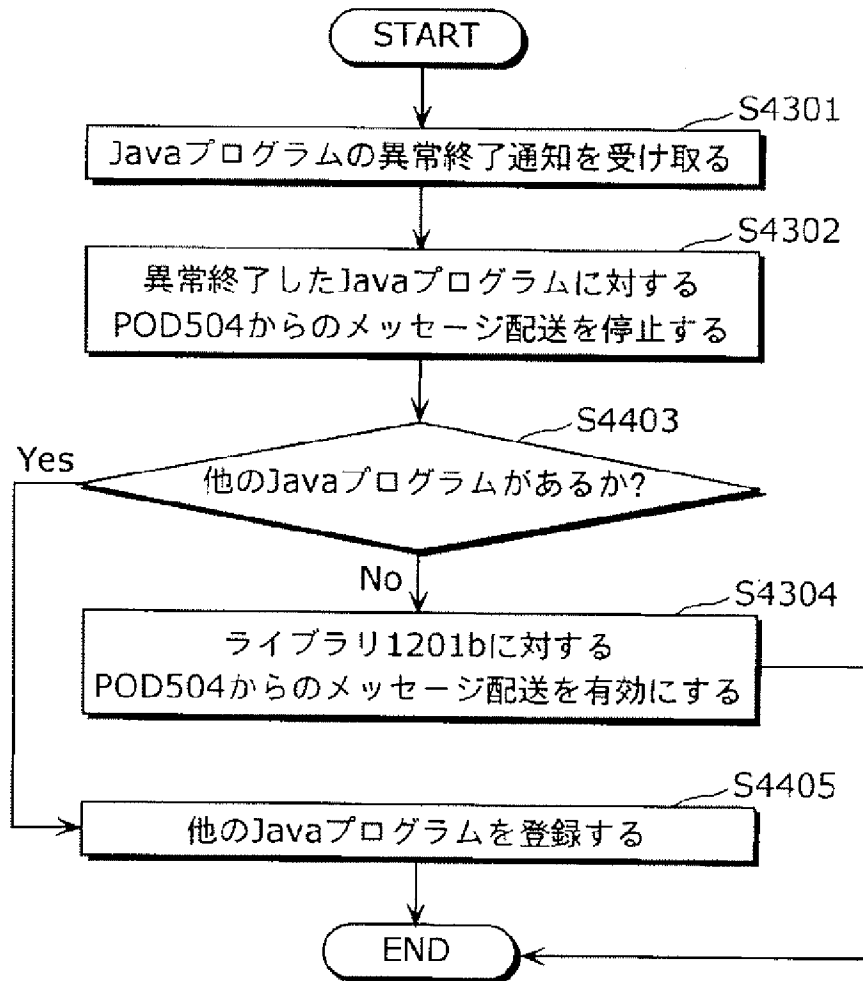 START
S4301
Javaプログラムの異常終了通知を受け取る
S4302
異常終了したJavaプログラムに対する
POD504からのメッセージ配送を停止する
S4403
Yes
他のJavaプログラムがあるか?
No
S4304
ライブラリ1201bに対する
POD504からのメッセージ配送を有効にする
S4405
他のJavaプログラムを登録する
END